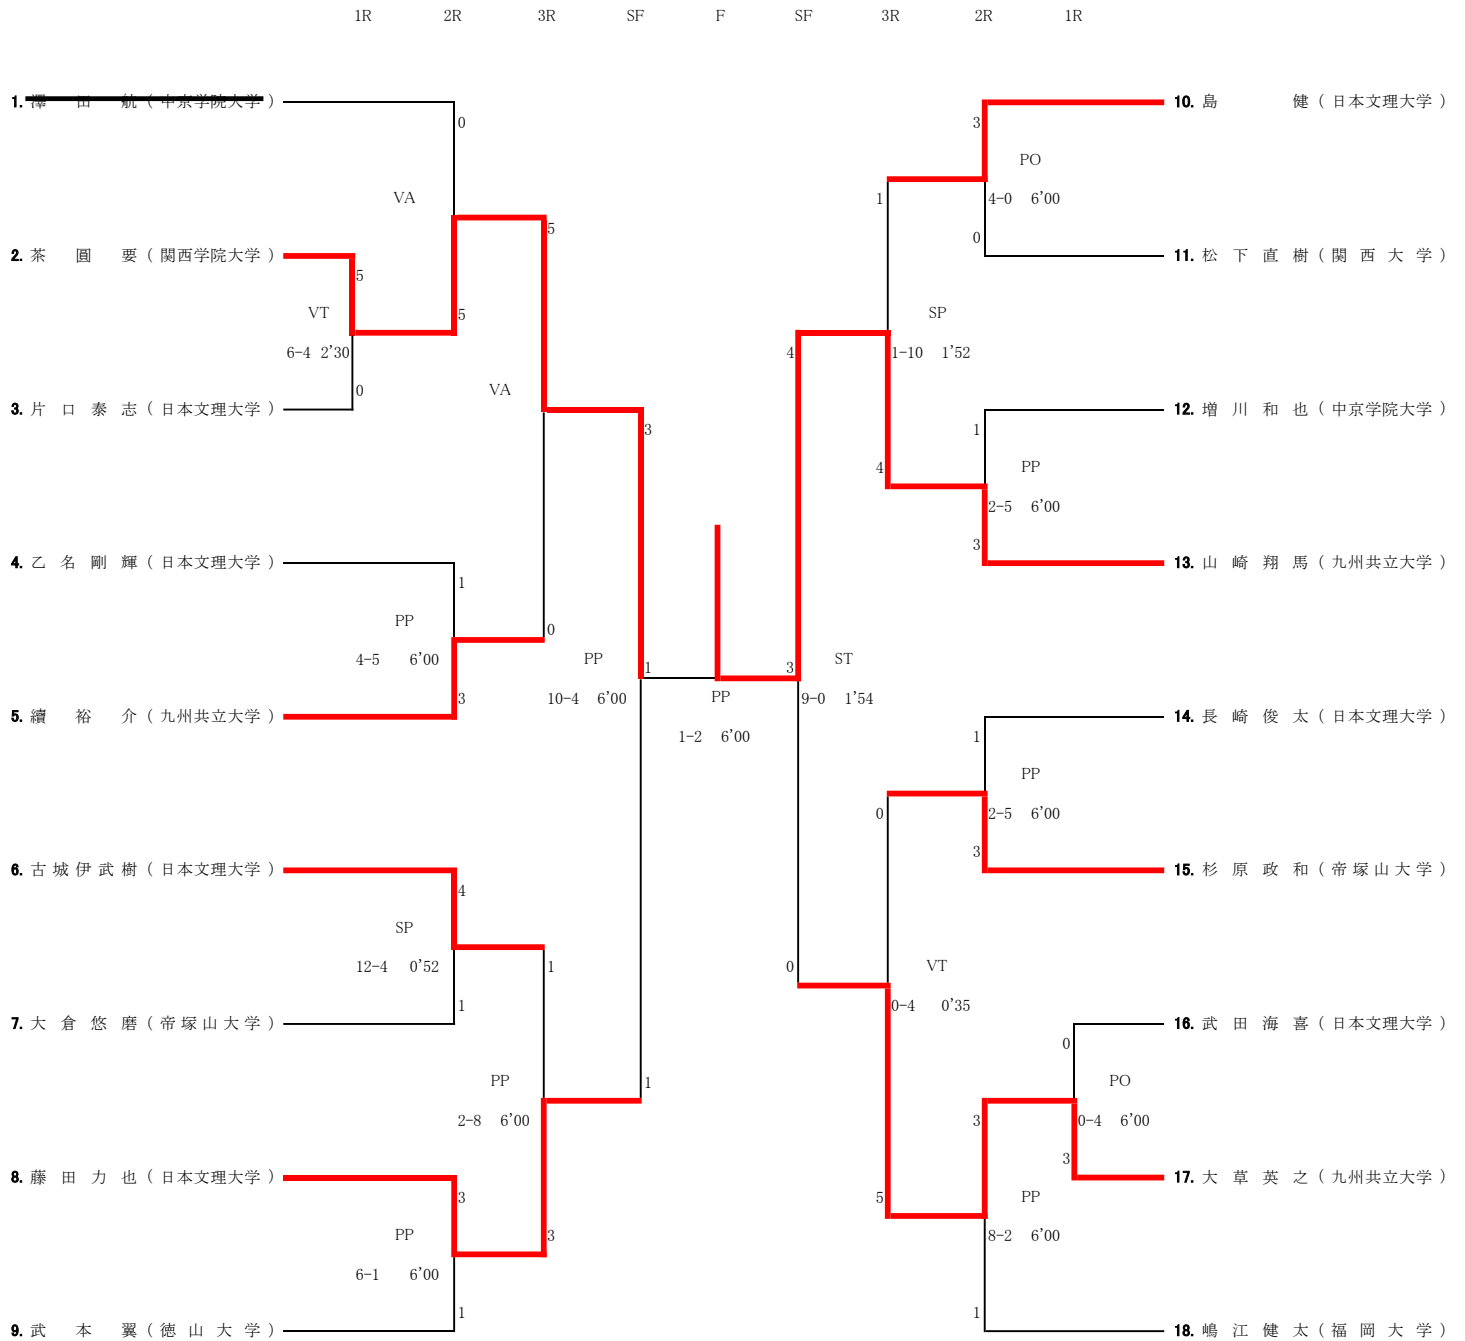 1R 2R 3R SF F SF 3R 2R 1R
1. 澤田航（中京学院大学）
10. 島健（日本文理大学）
0
3
PO
VA
1
4-0 6'00
5
0
2. 茶圓要（関西学院大学）
11. 松下直樹（関西大学）
5
VT
5
SP
6-4 2'30
4
1-10 1'52
VA
0
3. 片口泰志（日本文理大学）
12. 増川和也（中京学院大学）
3
1
4
PP
2-5 6'00
3
4. 乙名剛輝（日本文理大学）
13. 山崎翔馬（九州共立大学）
1
PP
0
4-5 6'00
PP
1
3
ST
10-4 6'00
PP
9-0 1'54
3
5. 續裕介（九州共立大学）
14. 長崎俊太（日本文理大学）
1-2 6'00
1
PP
0
2-5 6'00
3
6. 古城伊武樹（日本文理大学）
15. 杉原政和（帝塚山大学）
4
SP
12-4 0'52
1
0
VT
1
0-4 0'35
7. 大倉悠磨（帝塚山大学）
16. 武田海喜（日本文理大学）
0
PP
1
PO
2-8 6'00
3
0-4 6'00
3
8. 藤田力也（日本文理大学）
17. 大草英之（九州共立大学）
3
5
PP
PP
3
8-2 6'00
6-1 6'00
1
1
9. 武本翼（徳山大学）
18. 嶋江健太（福岡大学）